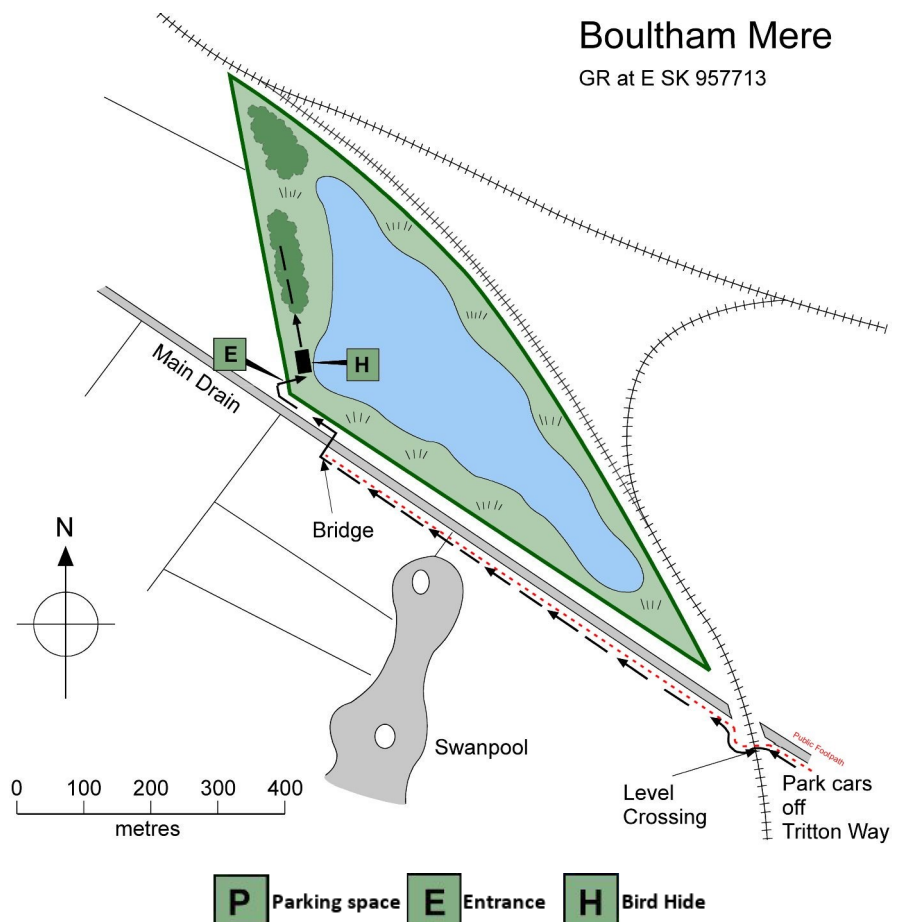 Boultham Mere
GR at E SK 957713
E
H
Main Drain
N
Bridge
Swanpool
Public Footpath
0 100 200 300 400
metres
Level
Crossing
Park cars
off
Tritton Way
P Parking space E Entrance H Bird Hide